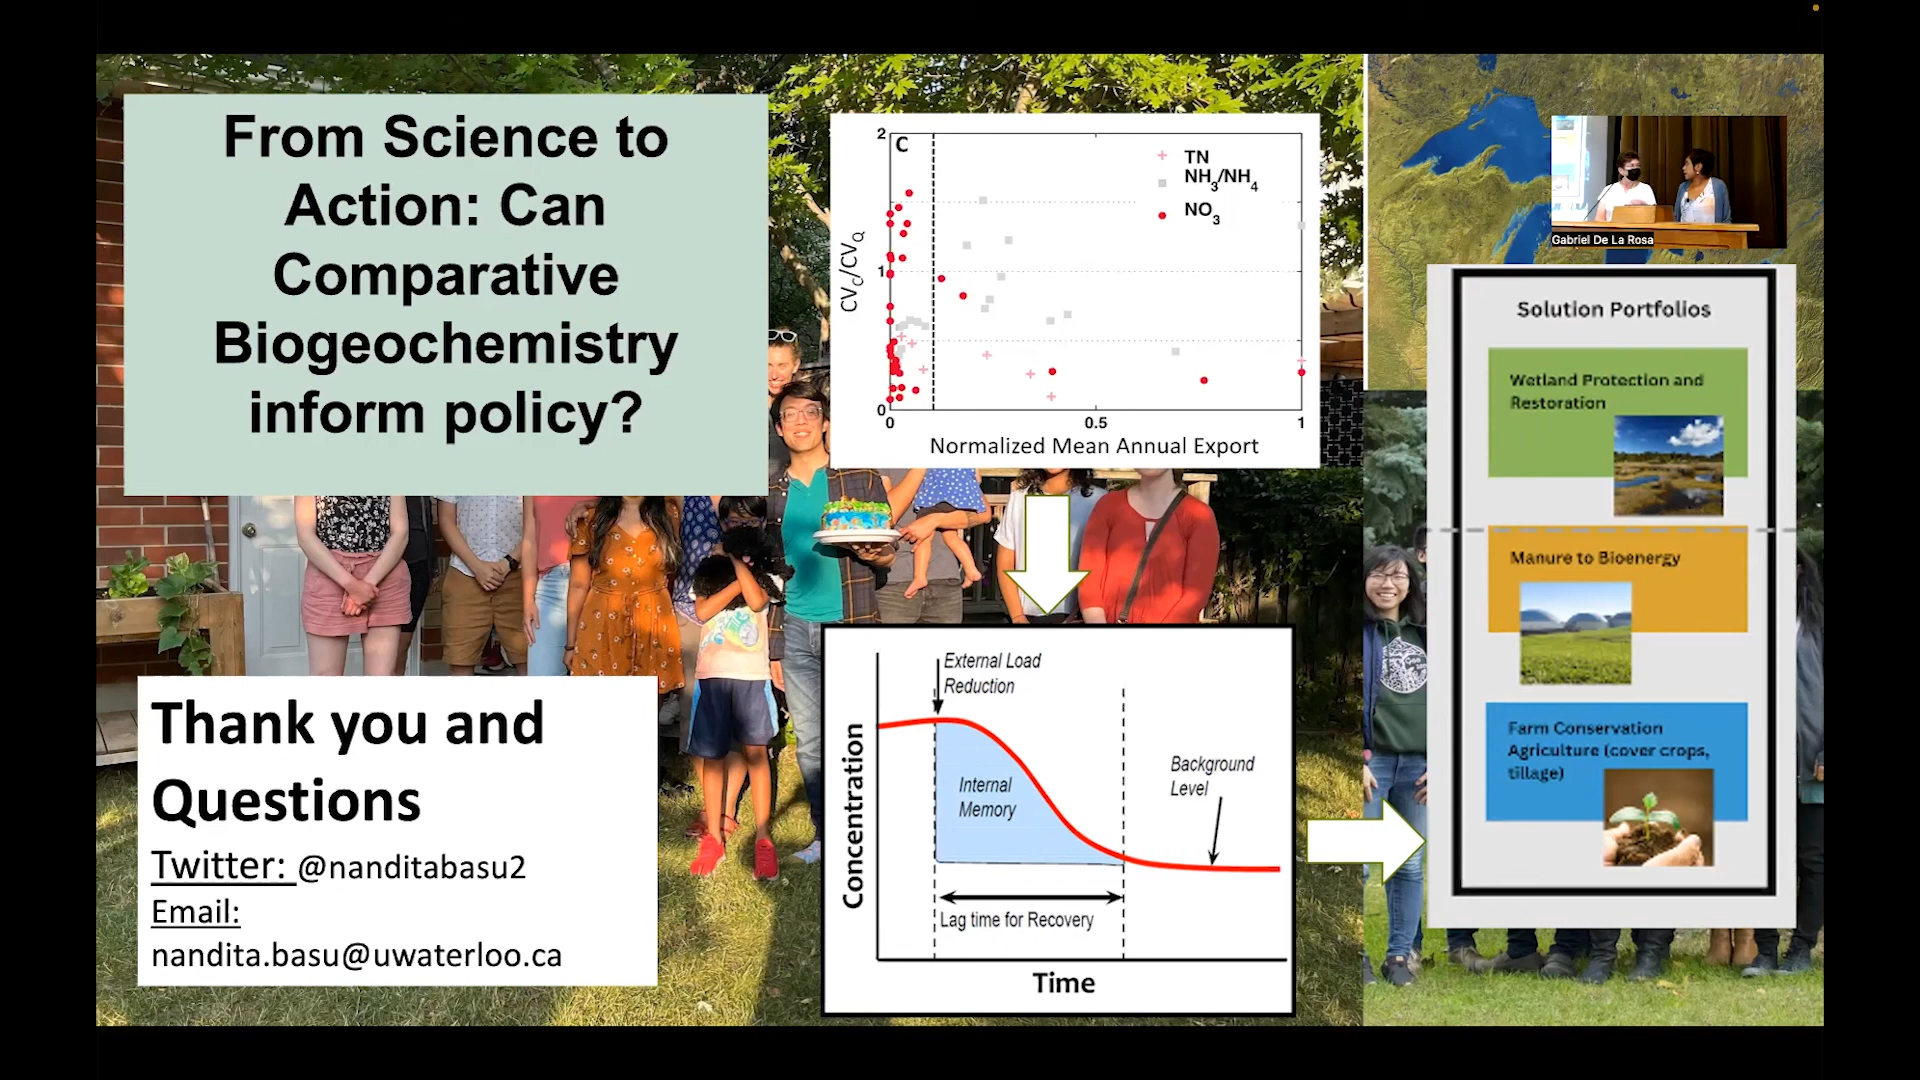 From Science to
Action: Can
Comparative
Biogeochemistry
inform policy?
Thank you and
Questions
Twitter: @nanditabasu2
Email:
nandita.basu@uwaterloo.ca
C
TN
NH3/NH4
NO3
2
1
0
CVC/CVQ
0
0.5
1
Normalized Mean Annual Export
External Load
Reduction
Internal
Memory
Background
Level
Lag time for Recovery
Concentration
Time
Gabriel De La Rosa
Solution Portfolios
Wetland Protection and
Restoration
Manure to Bioenergy
Farm Conservation
Agriculture (cover crops,
tillage)